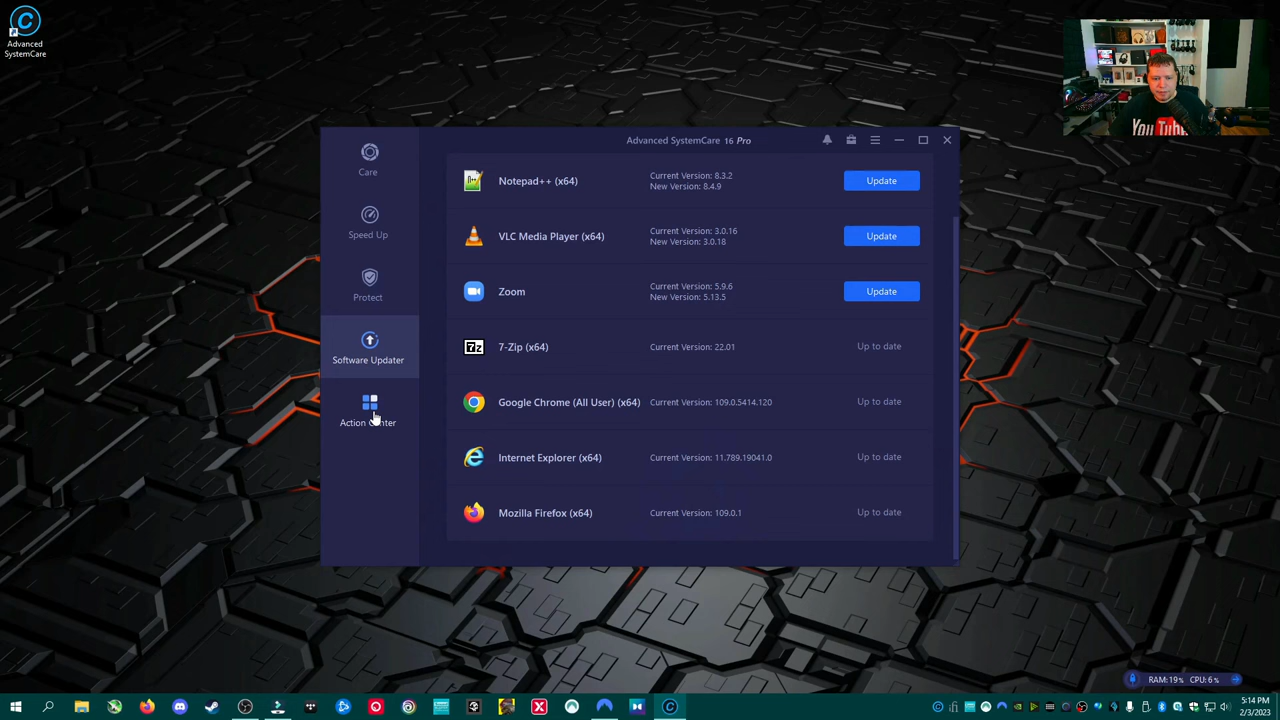 Advanced
SystemCare
You Tube
Advanced SystemCare 16 Pro
Care
Speed Up
Protect
Software Updater
Action Center
Notepad++ (x64)
Current Version: 8.3.2
New Version: 8.4.9
Update
VLC Media Player (x64)
Current Version: 3.0.16
New Version: 3.0.18
Update
Zoom
Current Version: 5.9.6
New Version: 5.13.5
Update
7-Zip (x64)
Current Version: 22.01
Up to date
Google Chrome (All User) (x64)
Current Version: 109.0.5414.120
Up to date
Internet Explorer (x64)
Current Version: 11.789.19041.0
Up to date
Mozilla Firefox (x64)
Current Version: 109.0.1
Up to date
RAM: 19% CPU: 6%
5:14 PM
2/3/2023